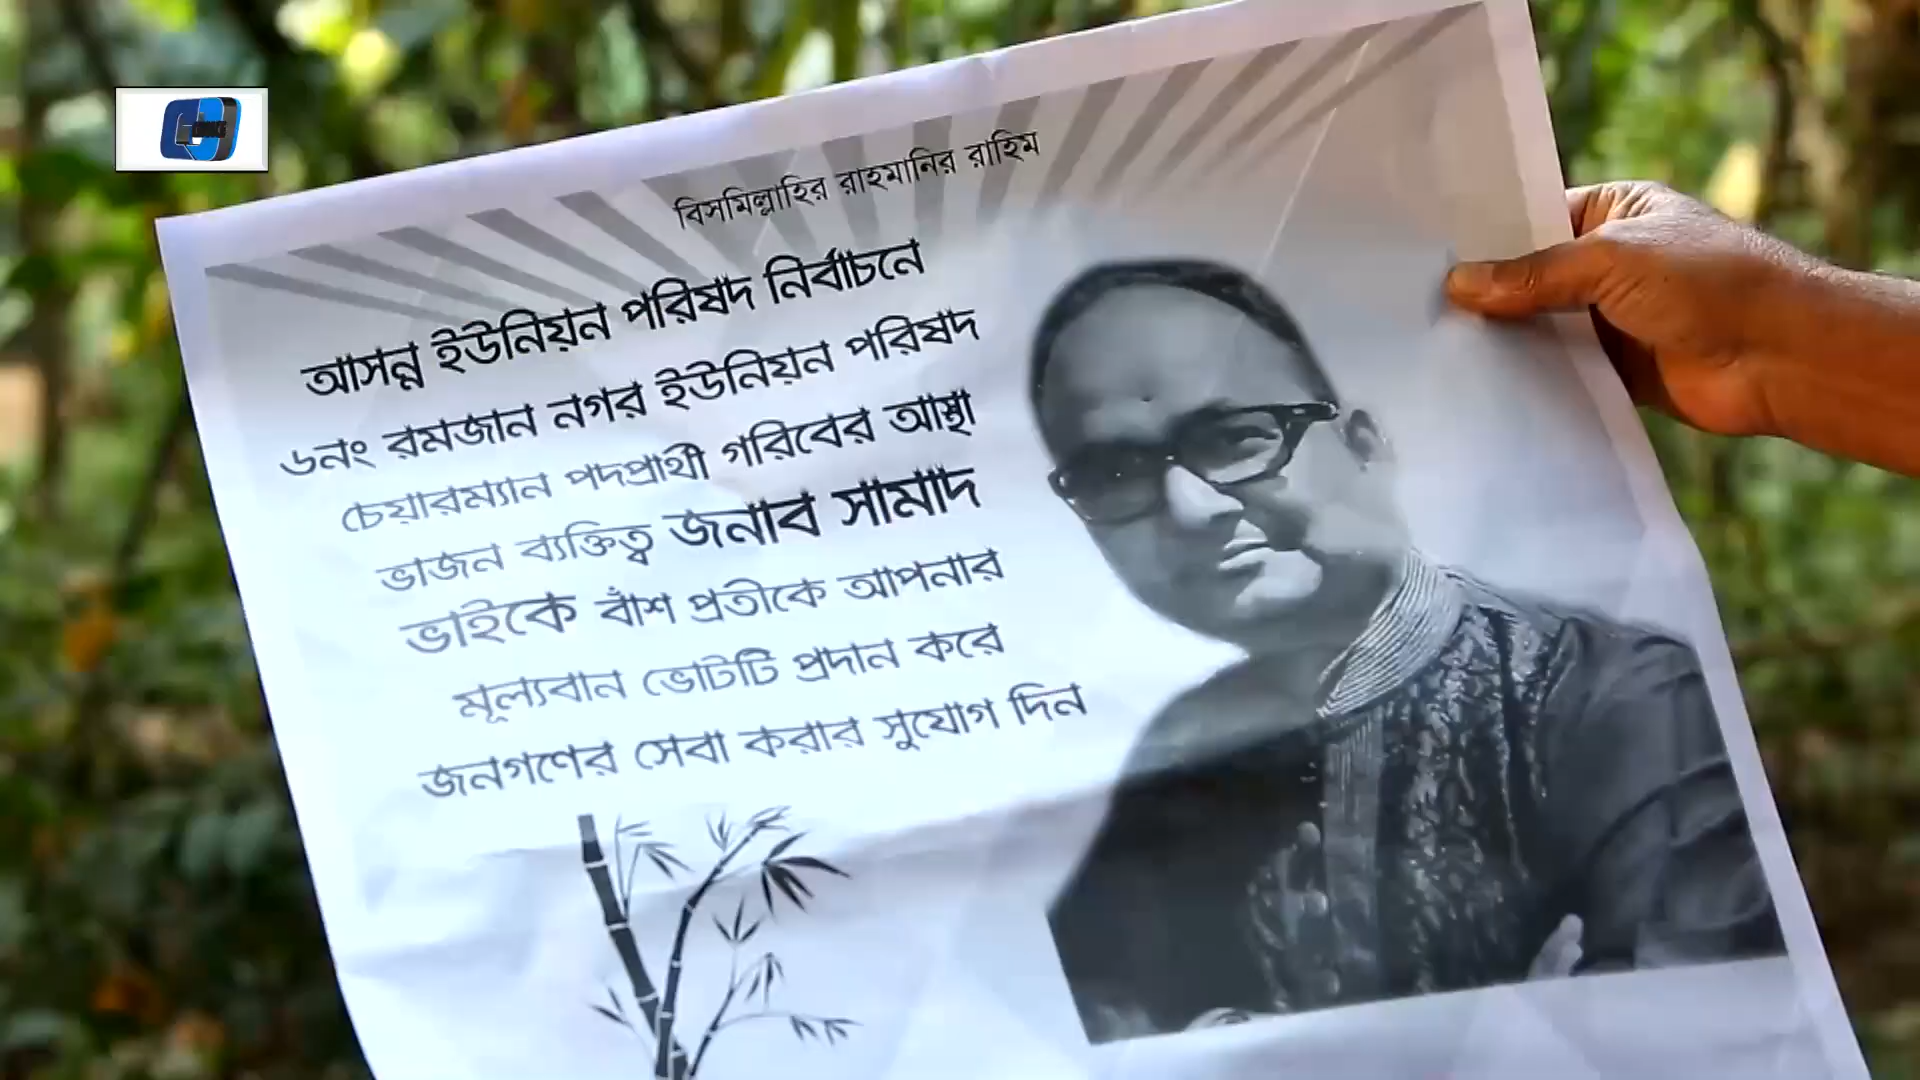 বিসমিল্লাহির রাহমানির রাহিম
আসন্ন ইউনিয়ন পরিষদ নির্বাচনে
৬নং রমজান নগর ইউনিয়ন পরিষদ
চেয়ারম্যান পদপ্রার্থী গরিবের আস্থা
ভাজন ব্যক্তিত্ব জনাব সামাদ
ভাইকে বাঁশ প্রতীকে আপনার
মূল্যবান ভোটটি প্রদান করে
জনগণের সেবা করার সুযোগ দিন